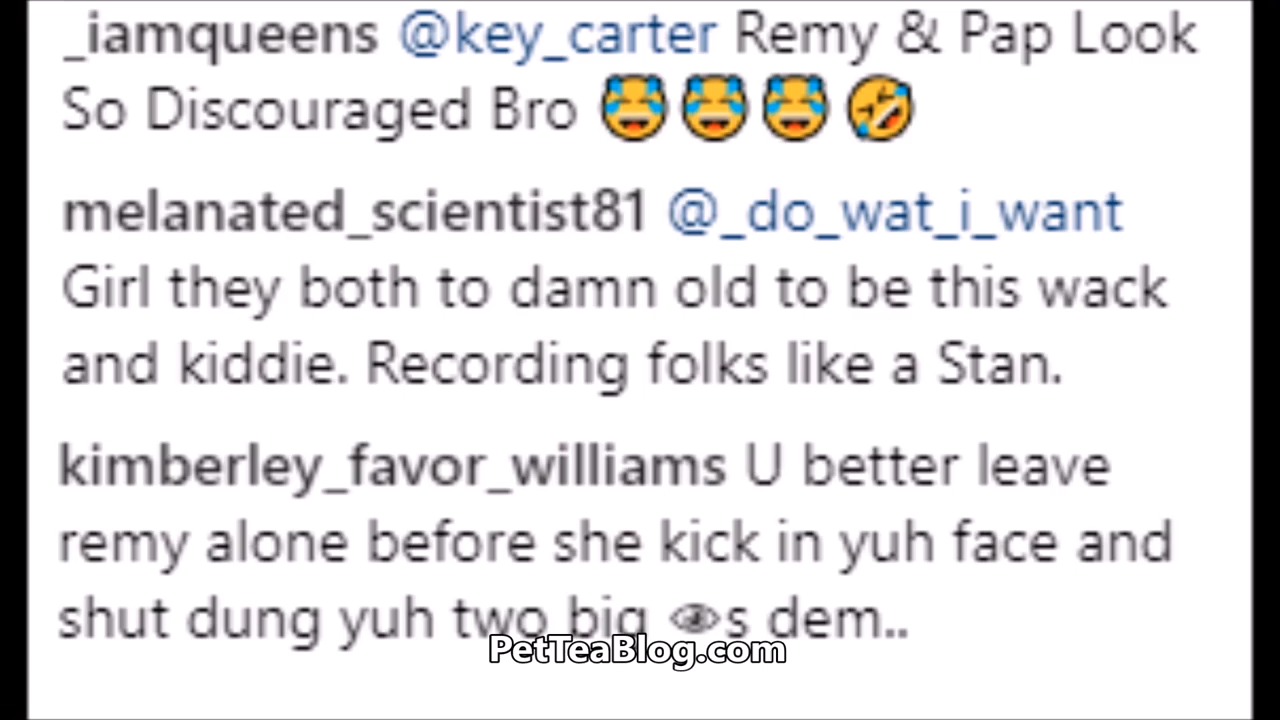 _iamqueens @key_carter Remy & Pap Look
So Discouraged Bro 😹😹😹🤣
melanated_scientist81 @_do_wat_i_want
Girl they both to damn old to be this wack
and kiddie. Recording folks like a Stan.
kimberley_favor_williams U better leave
remy alone before she kick in yuh face and
shut dung yuh two big 👁s dem..
PetTeaBlog.com